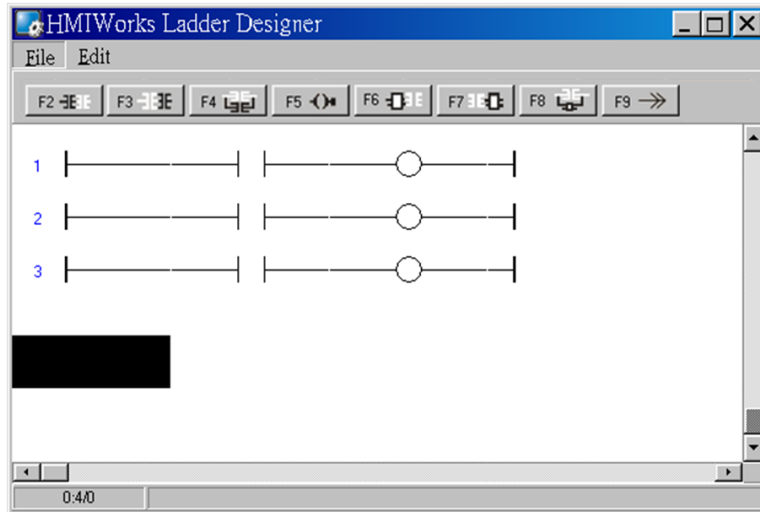 HMIWorks Ladder Designer
File Edit
F2 F3 F4 F5 F6 F7 F8 F9
1
2
3
0:4/0